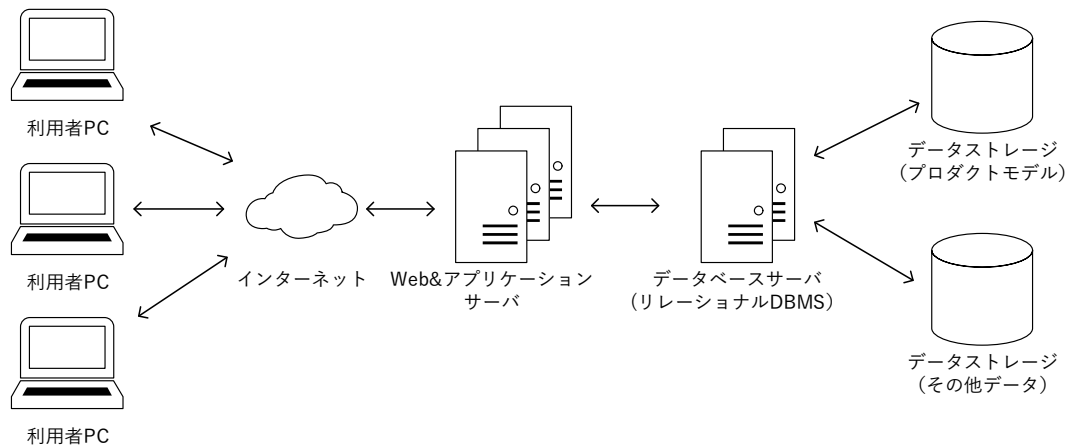 利用者PC
利用者PC
利用者PC
インターネット
Web&アプリケーション
サーバ
データベースサーバ
（リレーショナルDBMS）
データストレージ
（プロダクトモデル）
データストレージ
（その他データ）